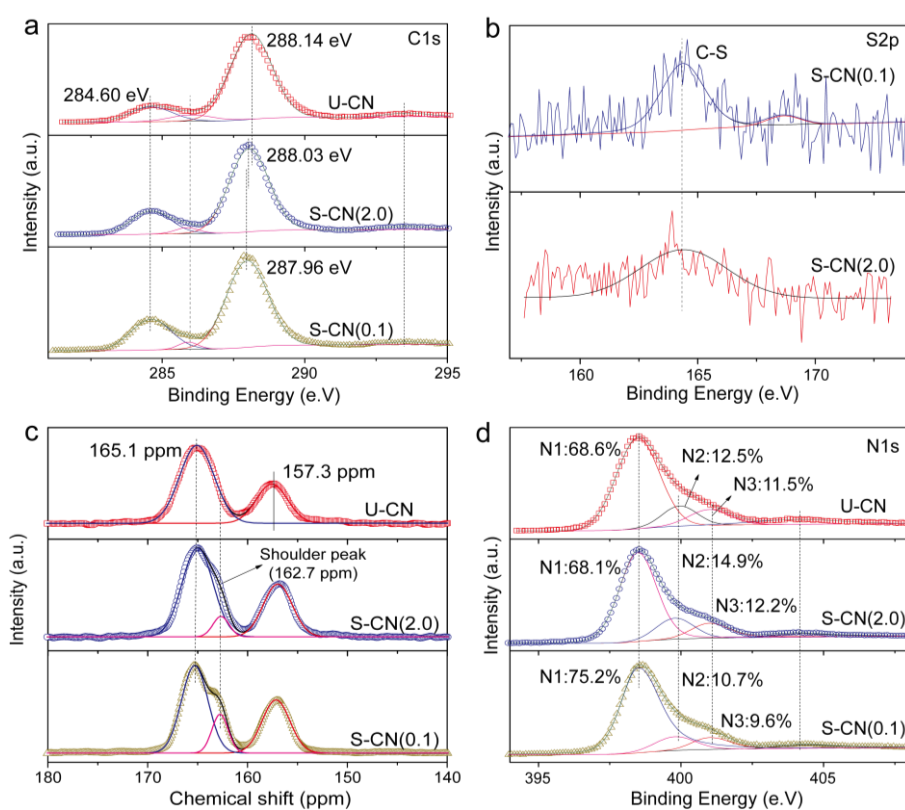 a
C1s
288.14 eV
284.60 eV
U-CN
288.03 eV
S-CN(2.0)
287.96 eV
S-CN(0.1)
Intensity (a.u.)
285 290 295
Binding Energy (e.V)
b
S2p
C-S
S-CN(0.1)
S-CN(2.0)
Intensity (a.u.)
160 165 170
Binding Energy (e.V)
c
165.1 ppm
157.3 ppm
U-CN
Shoulder peak
(162.7 ppm)
S-CN(2.0)
S-CN(0.1)
Intensity (a.u.)
180 170 160 150 140
Chemical shift (ppm)
d
N1s
N1:68.6%
N2:12.5%
N3:11.5%
U-CN
N1:68.1%
N2:14.9%
N3:12.2%
S-CN(2.0)
N1:75.2%
N2:10.7%
N3:9.6%
S-CN(0.1)
Intensity (a.u.)
395 400 405
Binding Energy (e.V)